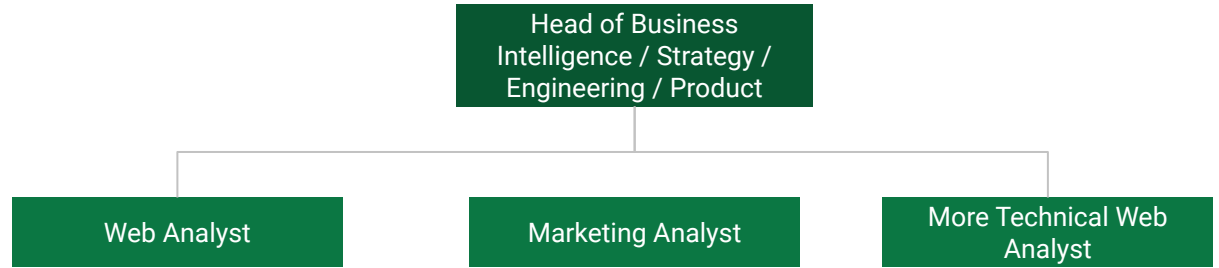 Head of Business
Intelligence / Strategy /
Engineering / Product
Web Analyst
Marketing Analyst
More Technical Web
Analyst